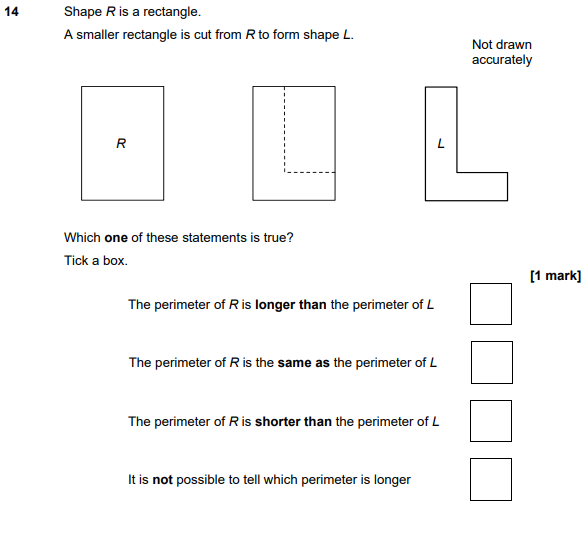 14 Shape R is a rectangle.
A smaller rectangle is cut from R to form shape L.
Not drawn
accurately
R
L
Which one of these statements is true?
Tick a box.
[1 mark]
The perimeter of R is longer than the perimeter of L
The perimeter of R is the same as the perimeter of L
The perimeter of R is shorter than the perimeter of L
It is not possible to tell which perimeter is longer